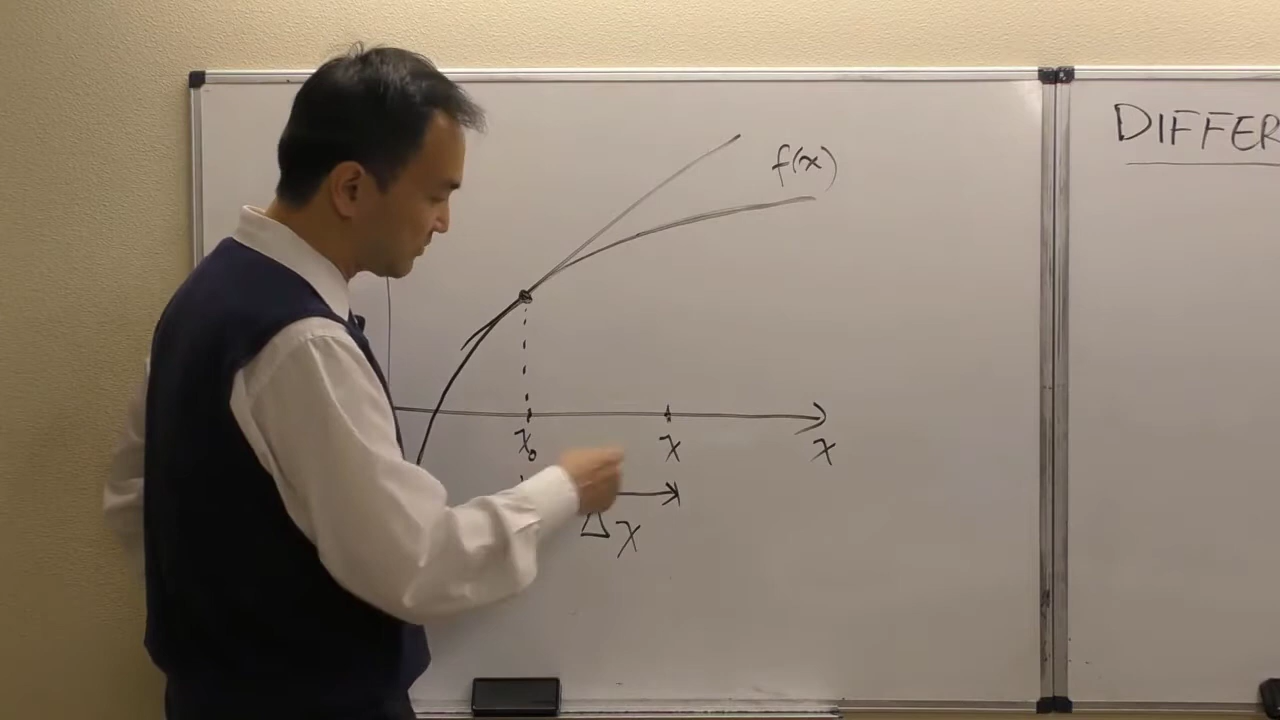 f(x)
x₀ x x
Δx
DIFFER